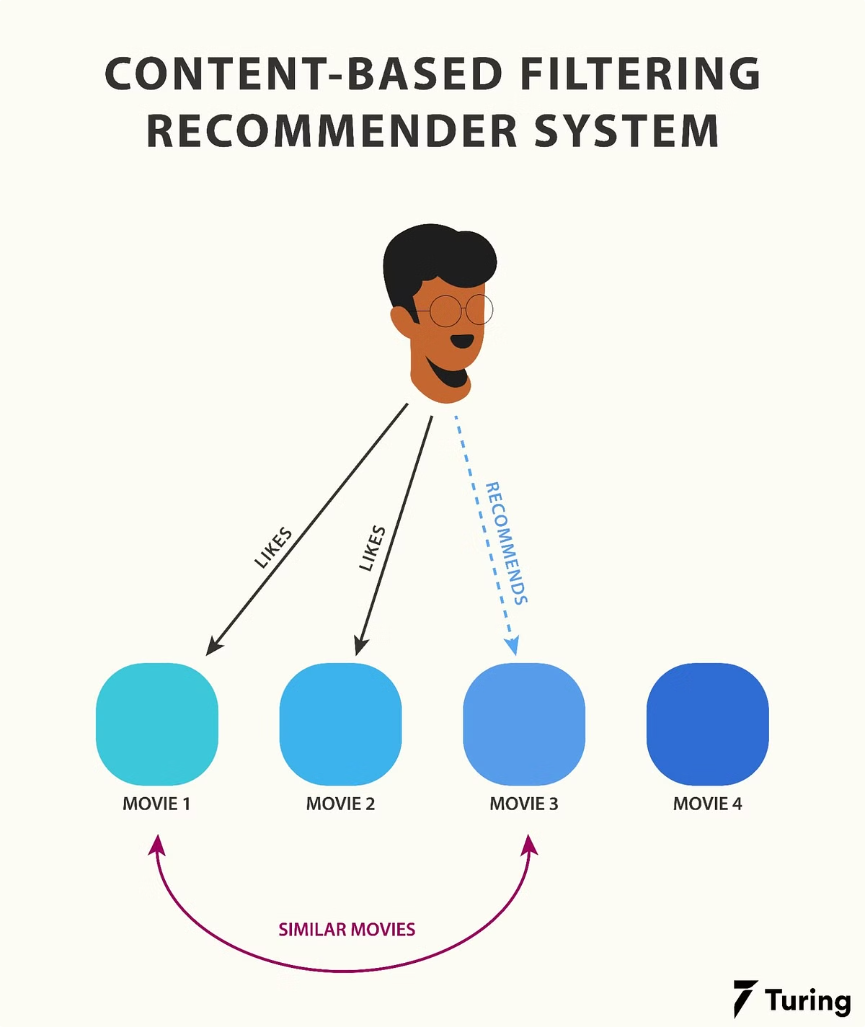 CONTENT-BASED FILTERING
RECOMMENDER SYSTEM
LIKES
LIKES
RECOMMENDS
MOVIE 1
MOVIE 2
MOVIE 3
MOVIE 4
SIMILAR MOVIES
Turing